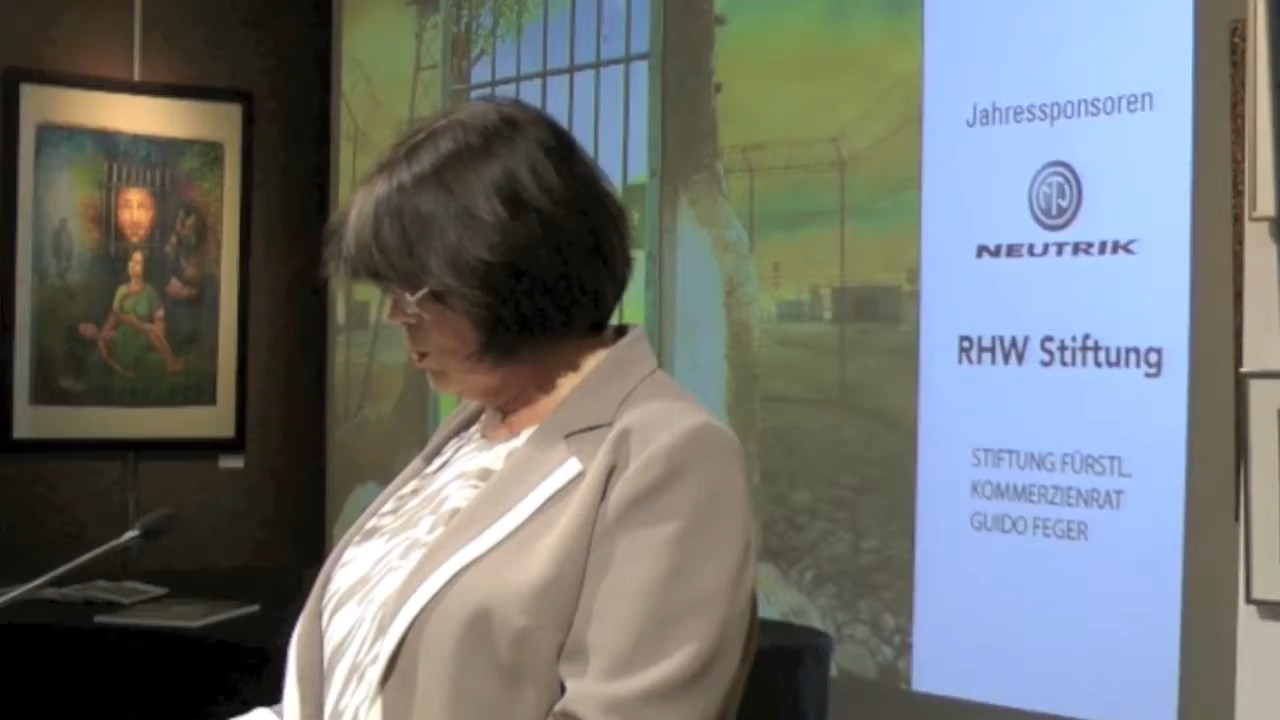 Jahressponsoren
NEUTRIK
RHW Stiftung
STIFTUNG FÜRSTL.
KOMMERZIENRAT
GUIDO FEGER